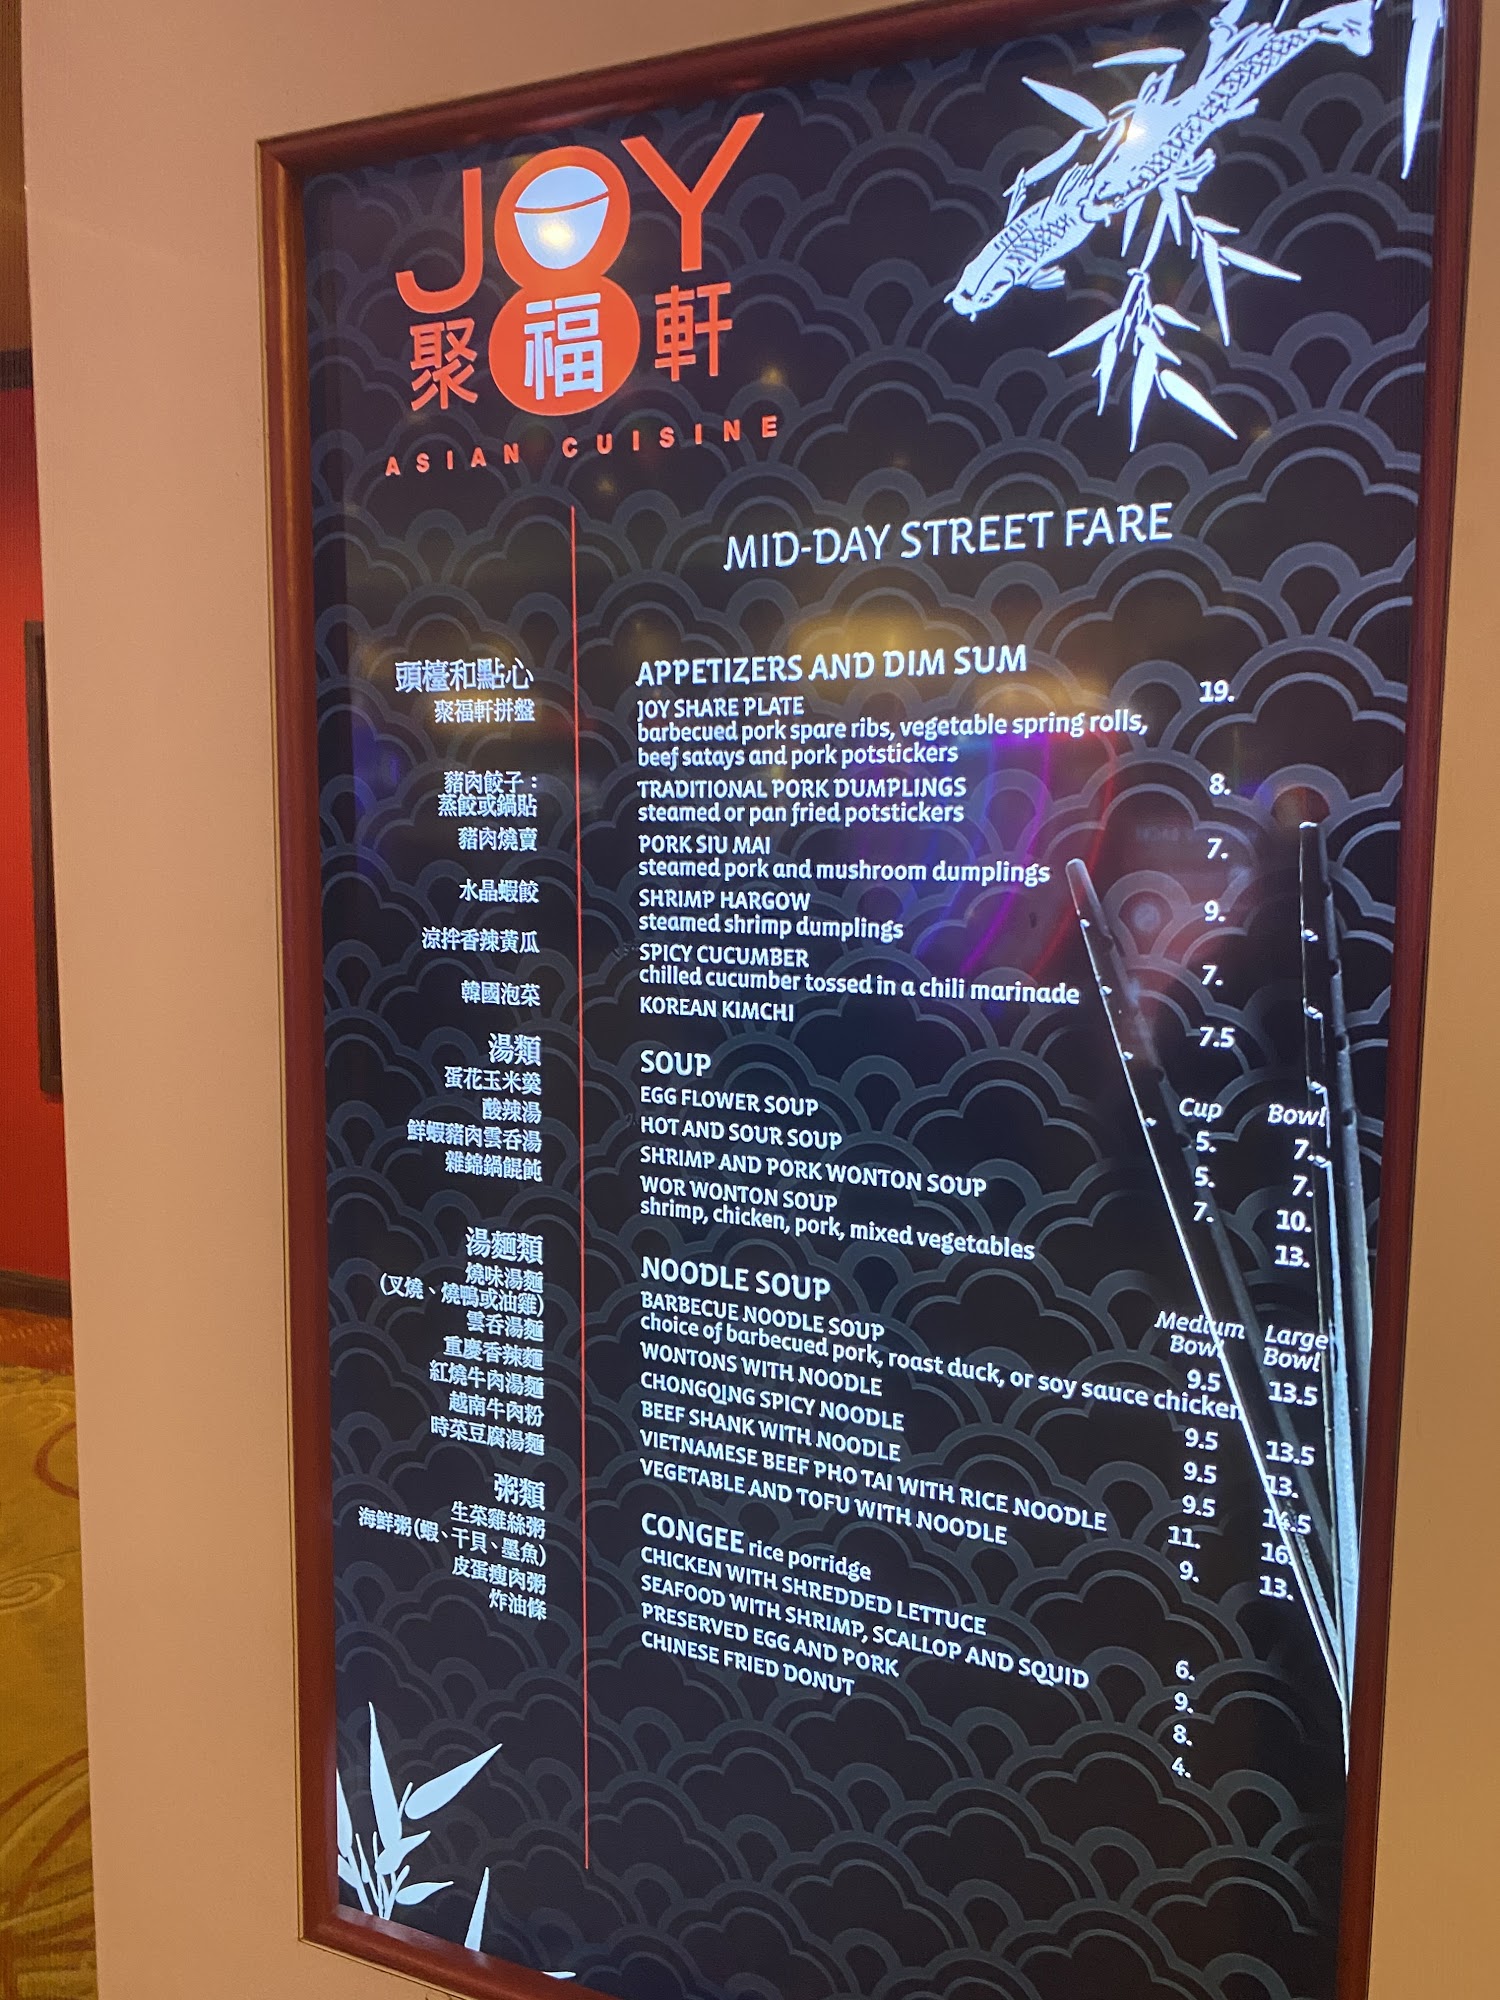 JOY
聚福軒
ASIAN CUISINE
MID-DAY STREET FARE
頭檯和點心
聚福軒拼盤
豬肉餃子：
蒸餃或鍋貼
豬肉燒賣
水晶蝦餃
涼拌香辣黃瓜
韓國泡菜
湯類
蛋花玉米羹
酸辣湯
鮮蝦豬肉雲吞湯
雜錦鍋餛飩
湯麵類
燒味湯麵
(叉燒、燒鴨或油雞)
雲吞湯麵
重慶香辣麵
紅燒牛肉湯麵
越南牛肉粉
時菜豆腐湯麵
粥類
生菜雞絲粥
海鮮粥(蝦、干貝、墨魚)
皮蛋瘦肉粥
炸油條
APPETIZERS AND DIM SUM
JOY SHARE PLATE 19.
barbecued pork spare ribs, vegetable spring rolls,
beef satays and pork potstickers
TRADITIONAL PORK DUMPLINGS 8.
steamed or pan fried potstickers
PORK SIU MAI 7.
steamed pork and mushroom dumplings
SHRIMP HARGOW 9.
steamed shrimp dumplings
SPICY CUCUMBER 7.
chilled cucumber tossed in a chili marinade
KOREAN KIMCHI 7.5
SOUP Cup Bowl
EGG FLOWER SOUP 5. 7.
HOT AND SOUR SOUP 5. 7.
SHRIMP AND PORK WONTON SOUP 7. 10.
WOR WONTON SOUP 13.
shrimp, chicken, pork, mixed vegetables
NOODLE SOUP Medium Bowl Large Bowl
BARBECUE NOODLE SOUP 9.5 13.5
choice of barbecued pork, roast duck, or soy sauce chicken
WONTONS WITH NOODLE 9.5 13.5
CHONGQING SPICY NOODLE 9.5 13.
BEEF SHANK WITH NOODLE 9.5 14.5
VIETNAMESE BEEF PHO TAI WITH RICE NOODLE 11. 16.
VEGETABLE AND TOFU WITH NOODLE 9. 13.
CONGEE rice porridge
CHICKEN WITH SHREDDED LETTUCE 6.
SEAFOOD WITH SHRIMP, SCALLOP AND SQUID 9.
PRESERVED EGG AND PORK 8.
CHINESE FRIED DONUT 4.